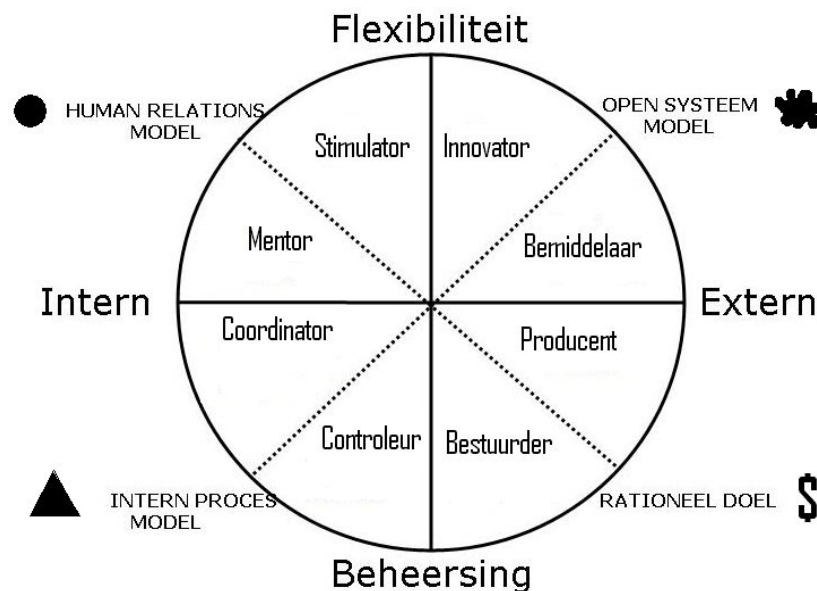 Flexibiliteit
HUMAN RELATIONS
MODEL
OPEN SYSTEEM
MODEL
Stimulator
Innovator
Mentor
Bemiddelaar
Intern
Extern
Coordinator
Producent
Controleur
Bestuurder
INTERN PROCES
MODEL
RATIONEEL DOEL
$
Beheersing